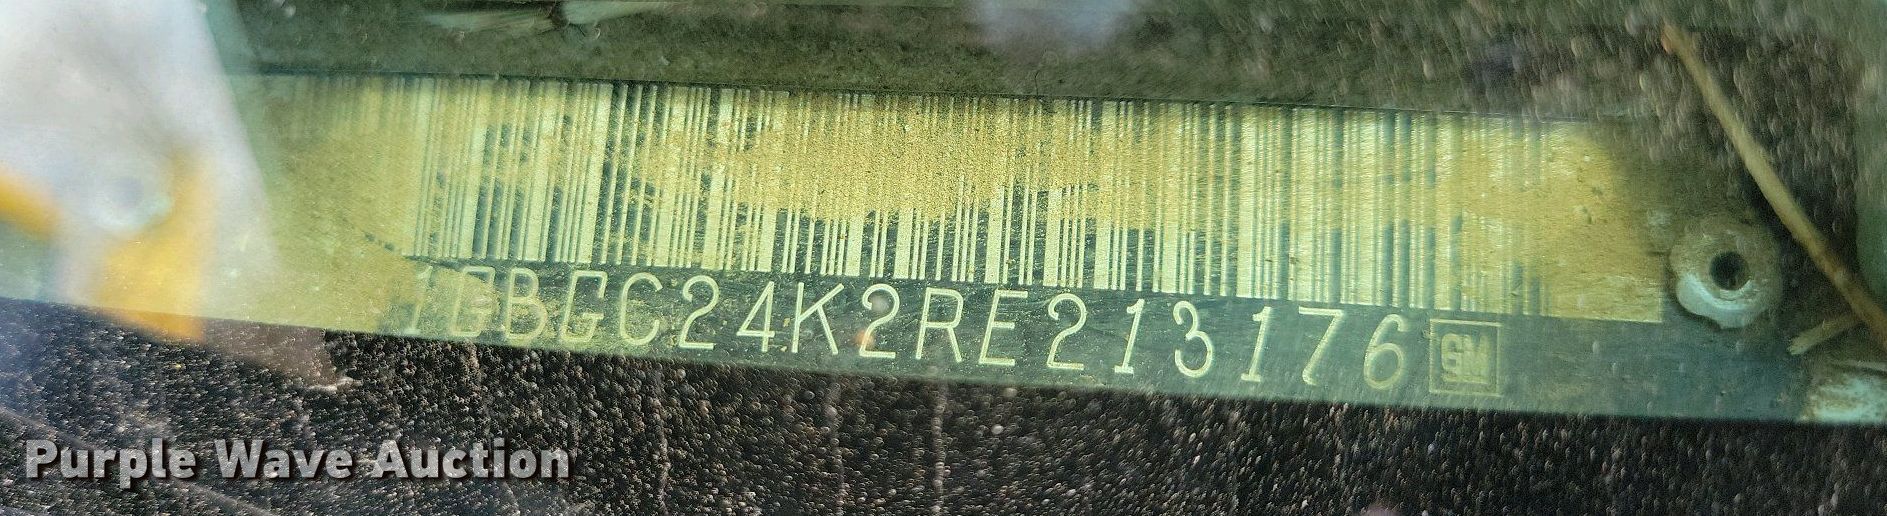 1GBGC24K2RE213176 GM
Purple Wave Auction